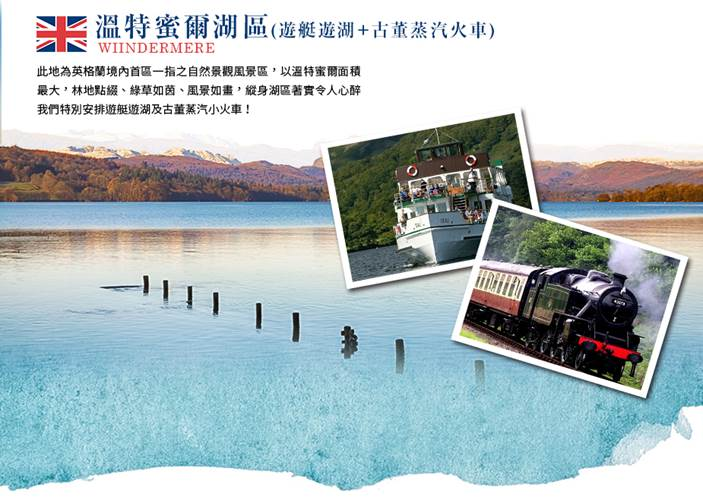 溫特蜜爾湖區(遊艇遊湖+古董蒸汽火車)
WIINDERMERE
此地為英格蘭境內首區一指之自然景觀風景區，以溫特蜜爾面積
最大，林地點綴、綠草如茵、風景如畫，縱身湖區著實令人心醉
我們特別安排遊艇遊湖及古董蒸汽小火車！